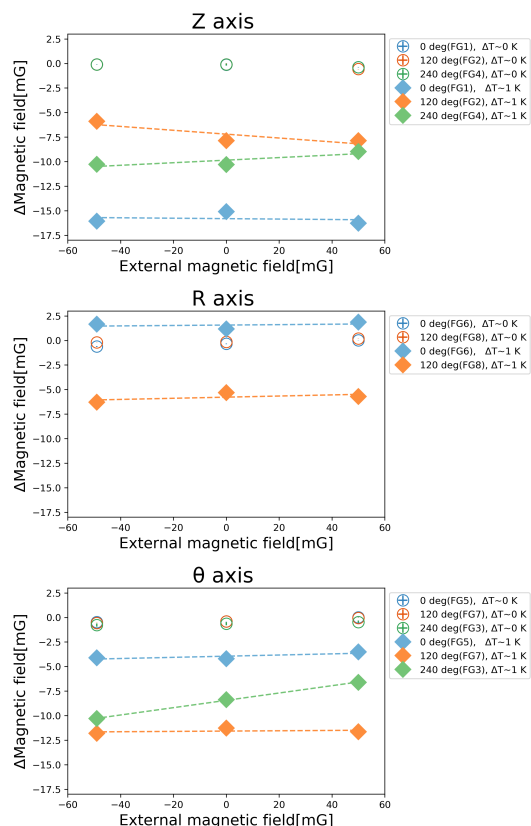 Z axis
2.5
0.0
−2.5
−5.0
−7.5
−10.0
−12.5
−15.0
−17.5
ΔMagnetic field[mG]
−60 −40 −20 0 20 40 60
External magnetic field[mG]
0 deg(FG1), ΔT~0 K
120 deg(FG2), ΔT~0 K
240 deg(FG4), ΔT~0 K
0 deg(FG1), ΔT~1 K
120 deg(FG2), ΔT~1 K
240 deg(FG4), ΔT~1 K
R axis
2.5
0.0
−2.5
−5.0
−7.5
−10.0
−12.5
−15.0
−17.5
ΔMagnetic field[mG]
−60 −40 −20 0 20 40 60
External magnetic field[mG]
0 deg(FG6), ΔT~0 K
120 deg(FG8), ΔT~0 K
0 deg(FG6), ΔT~1 K
120 deg(FG8), ΔT~1 K
θ axis
2.5
0.0
−2.5
−5.0
−7.5
−10.0
−12.5
−15.0
−17.5
ΔMagnetic field[mG]
−60 −40 −20 0 20 40 60
External magnetic field[mG]
0 deg(FG5), ΔT~0 K
120 deg(FG7), ΔT~0 K
240 deg(FG3), ΔT~0 K
0 deg(FG5), ΔT~1 K
120 deg(FG7), ΔT~1 K
240 deg(FG3), ΔT~1 K